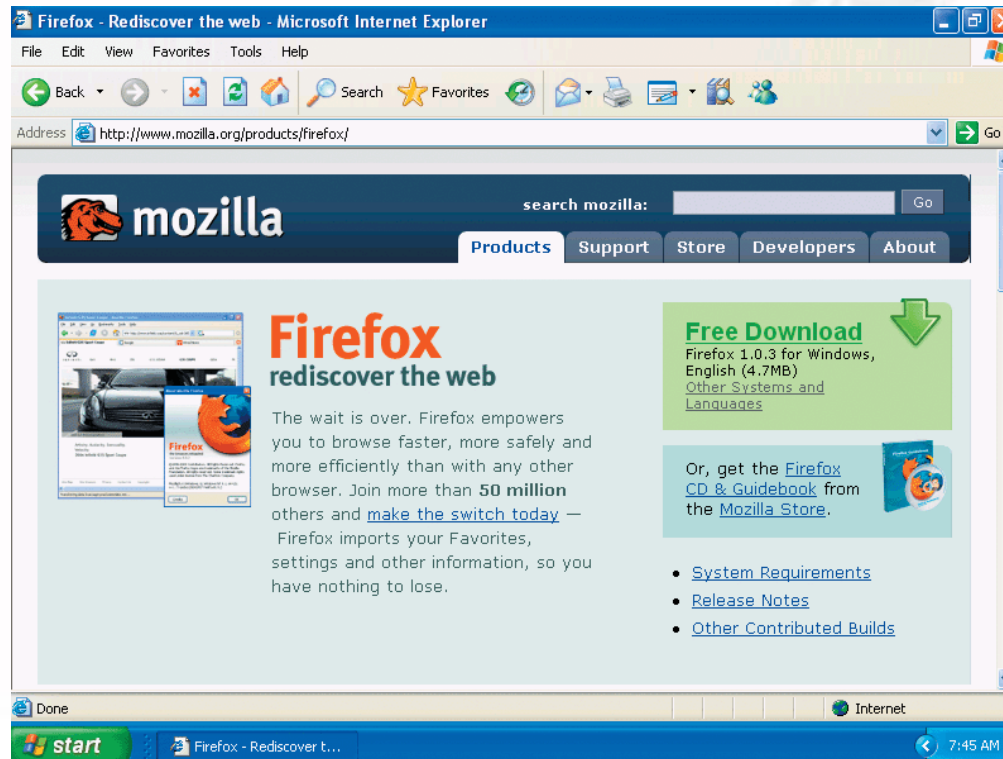 Firefox - Rediscover the web - Microsoft Internet Explorer
File Edit View Favorites Tools Help
Back Search Favorites
Address http://www.mozilla.org/products/firefox/ Go
mozilla
search mozilla: Go
Products Support Store Developers About
Firefox
rediscover the web
The wait is over. Firefox empowers
you to browse faster, more safely and
more efficiently than with any other
browser. Join more than 50 million
others and make the switch today —
Firefox imports your Favorites,
settings and other information, so you
have nothing to lose.
Firefox
Free Download
Firefox 1.0.3 for Windows,
English (4.7MB)
Other Systems and
Languages
Or, get the Firefox
CD & Guidebook from
the Mozilla Store.
• System Requirements
• Release Notes
• Other Contributed Builds
Done Internet
start Firefox - Rediscover t... 7:45 AM